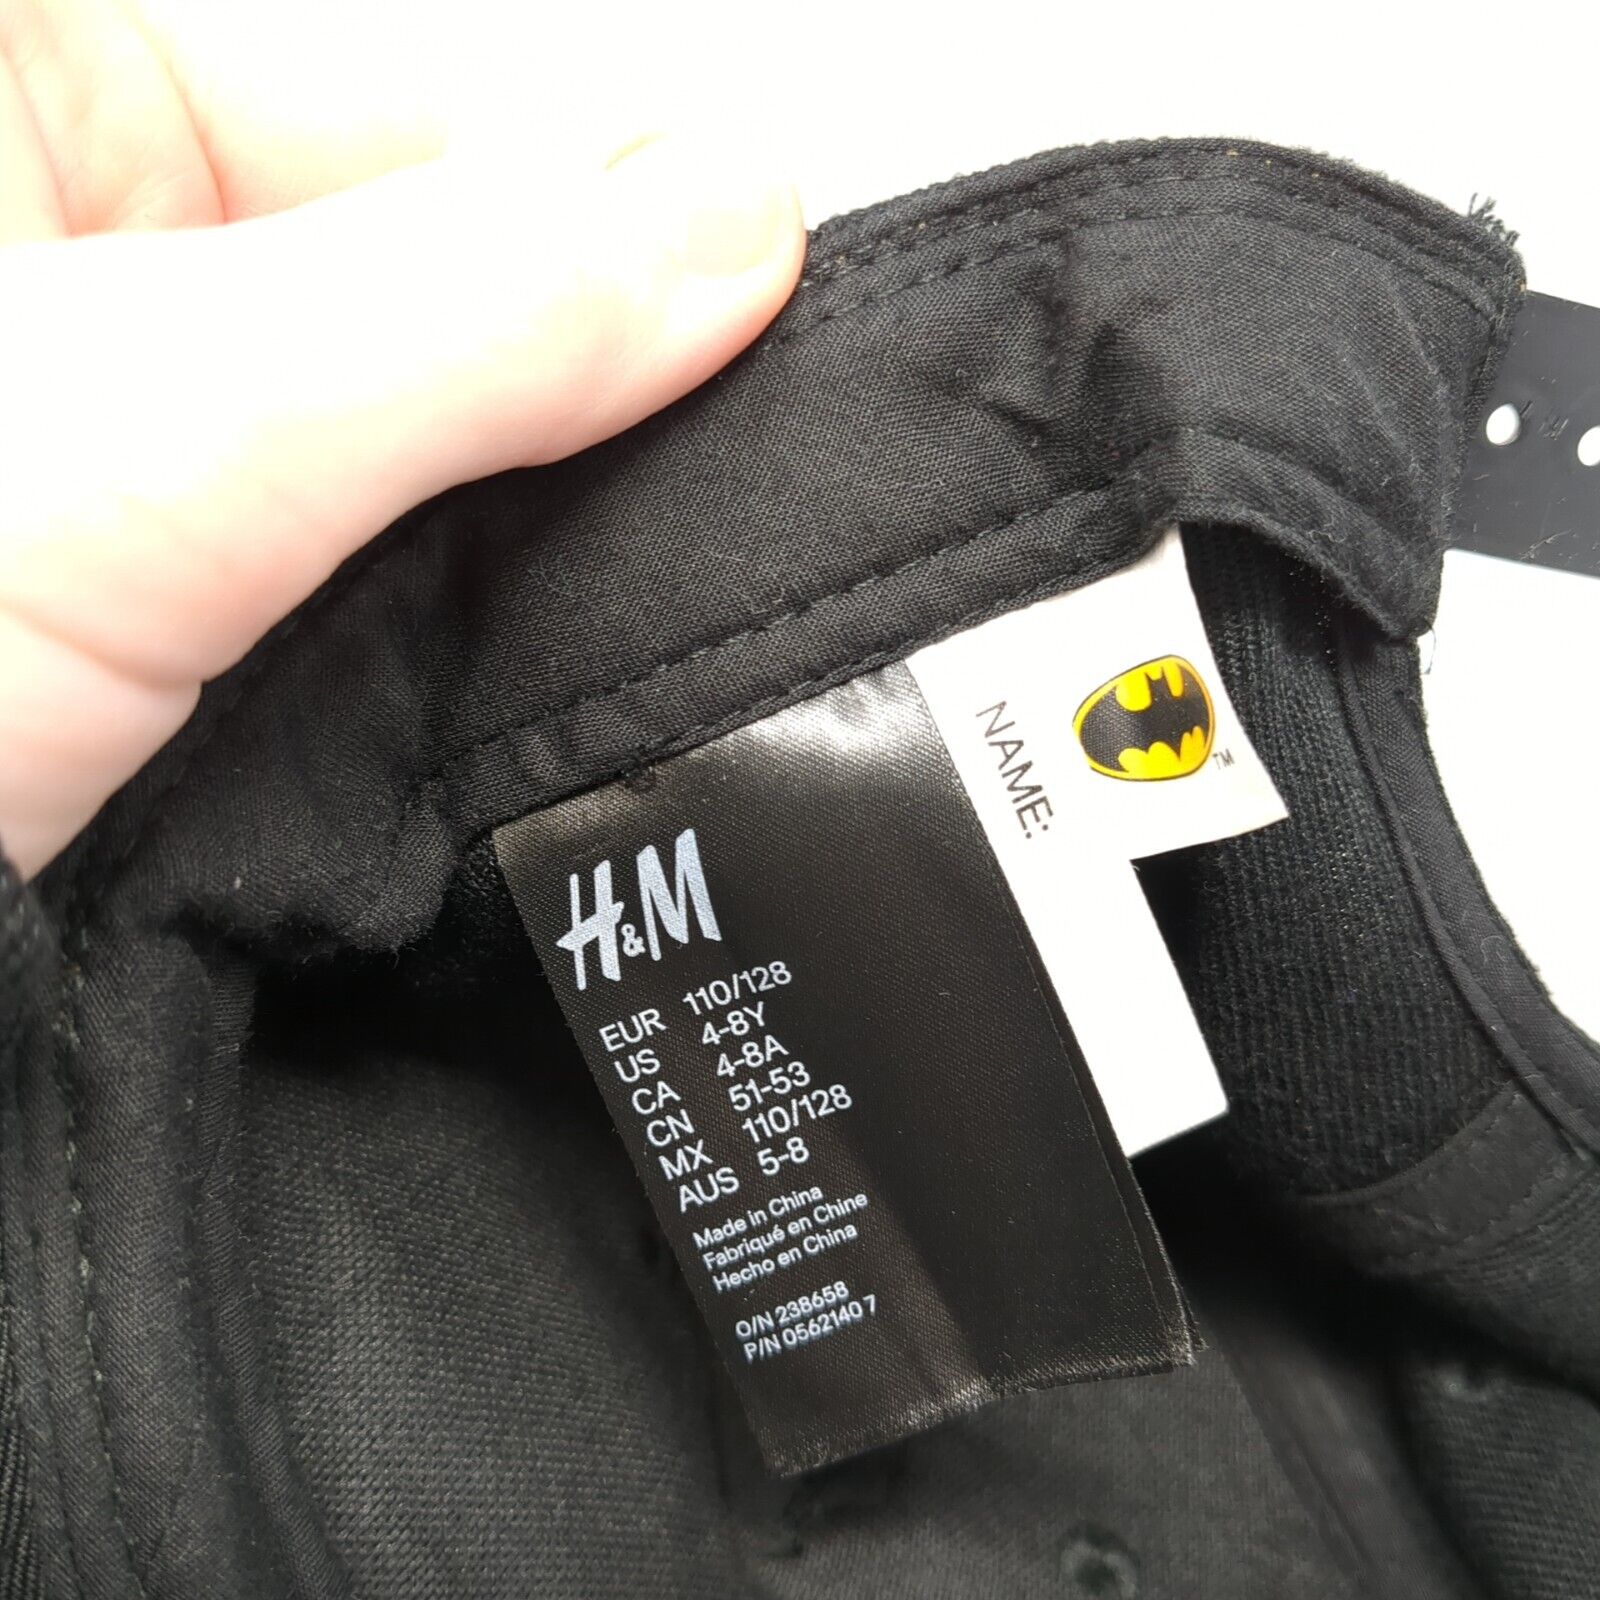 NAME:
TM
H&M
EUR 110/128
US 4-8Y
CA 4-8A
CN 51-53
MX 110/128
AUS 5-8
Made in China
Fabriqué en Chine
Hecho en China
O/N 238658
P/N 0562140 7